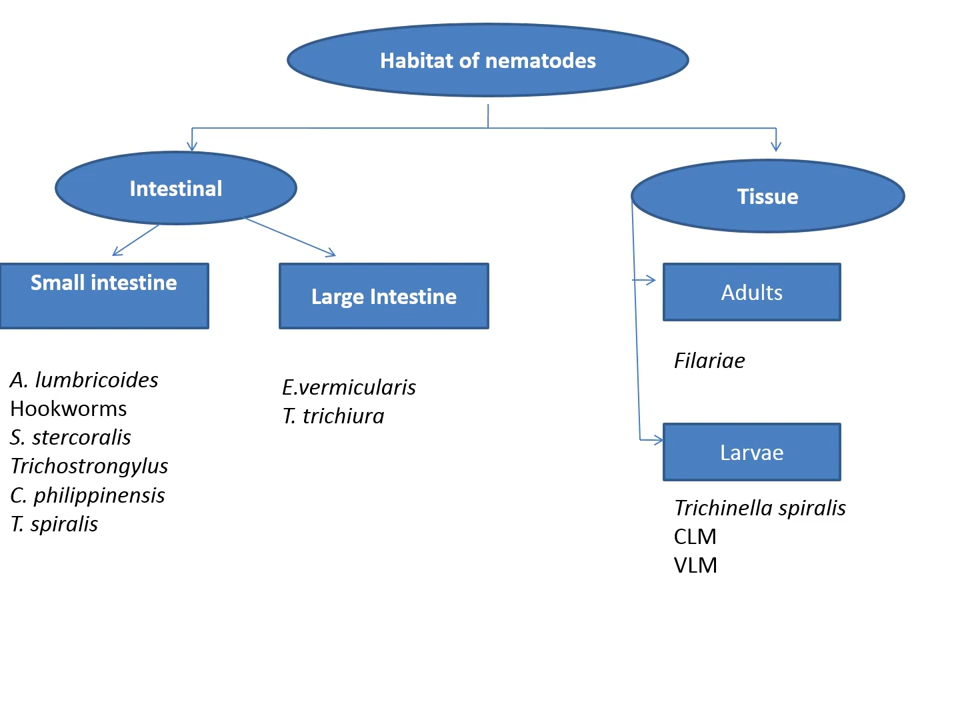 Habitat of nematodes
Intestinal
Tissue
Small intestine
Large Intestine
Adults
A. lumbricoides
Hookworms
S. stercoralis
Trichostrongylus
C. philippinensis
T. spiralis
E.vermicularis
T. trichiura
Filariae
Larvae
Trichinella spiralis
CLM
VLM